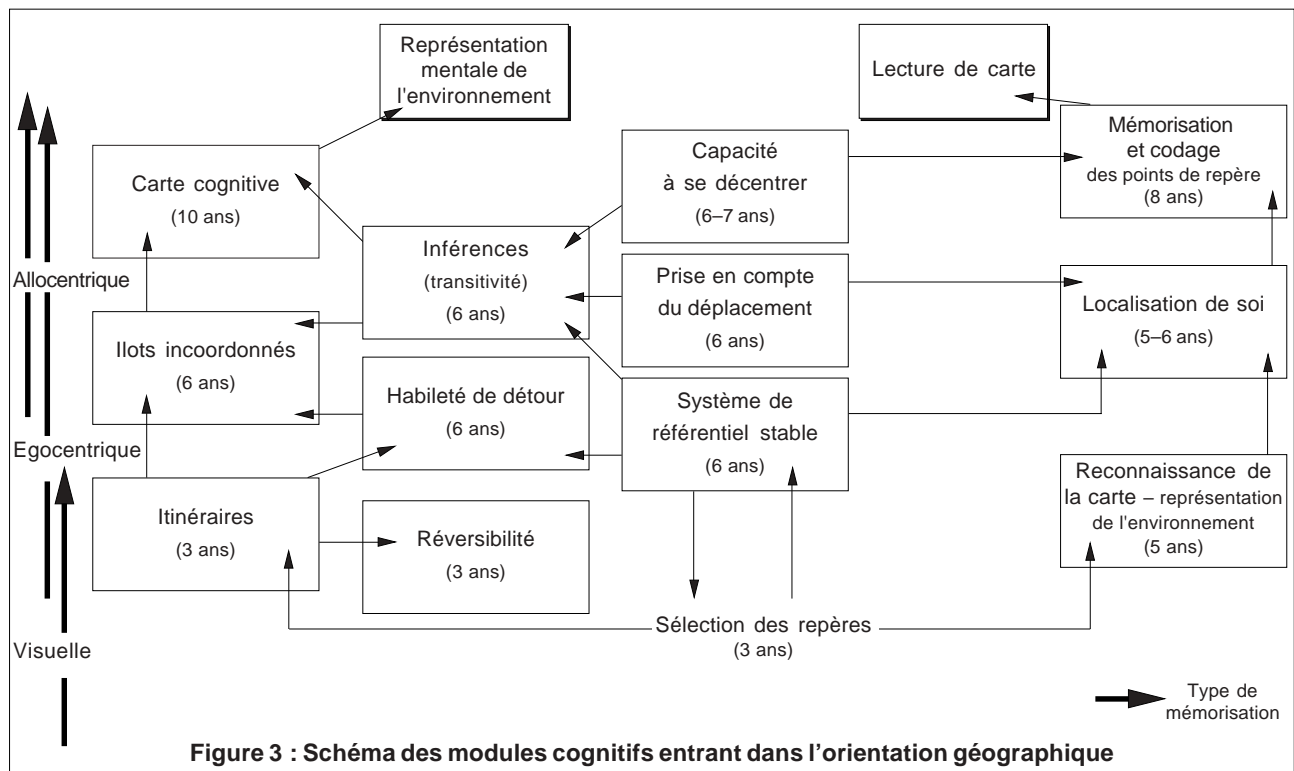 Représentation
mentale de
l'environnement
Lecture de carte
Carte cognitive
(10 ans)
Capacité
à se décentrer
(6–7 ans)
Mémorisation
et codage
des points de repère
(8 ans)
Allocentrique
Inférences
(transitivité)
(6 ans)
Prise en compte
du déplacement
(6 ans)
Localisation de soi
(5–6 ans)
Ilots incoordonnés
(6 ans)
Habileté de détour
(6 ans)
Système de
référentiel stable
(6 ans)
Egocentrique
Itinéraires
(3 ans)
Réversibilité
(3 ans)
Reconnaissance de
la carte – représentation
de l'environnement
(5 ans)
Sélection des repères
(3 ans)
Visuelle
Type de
mémorisation
Figure 3 : Schéma des modules cognitifs entrant dans l'orientation géographique